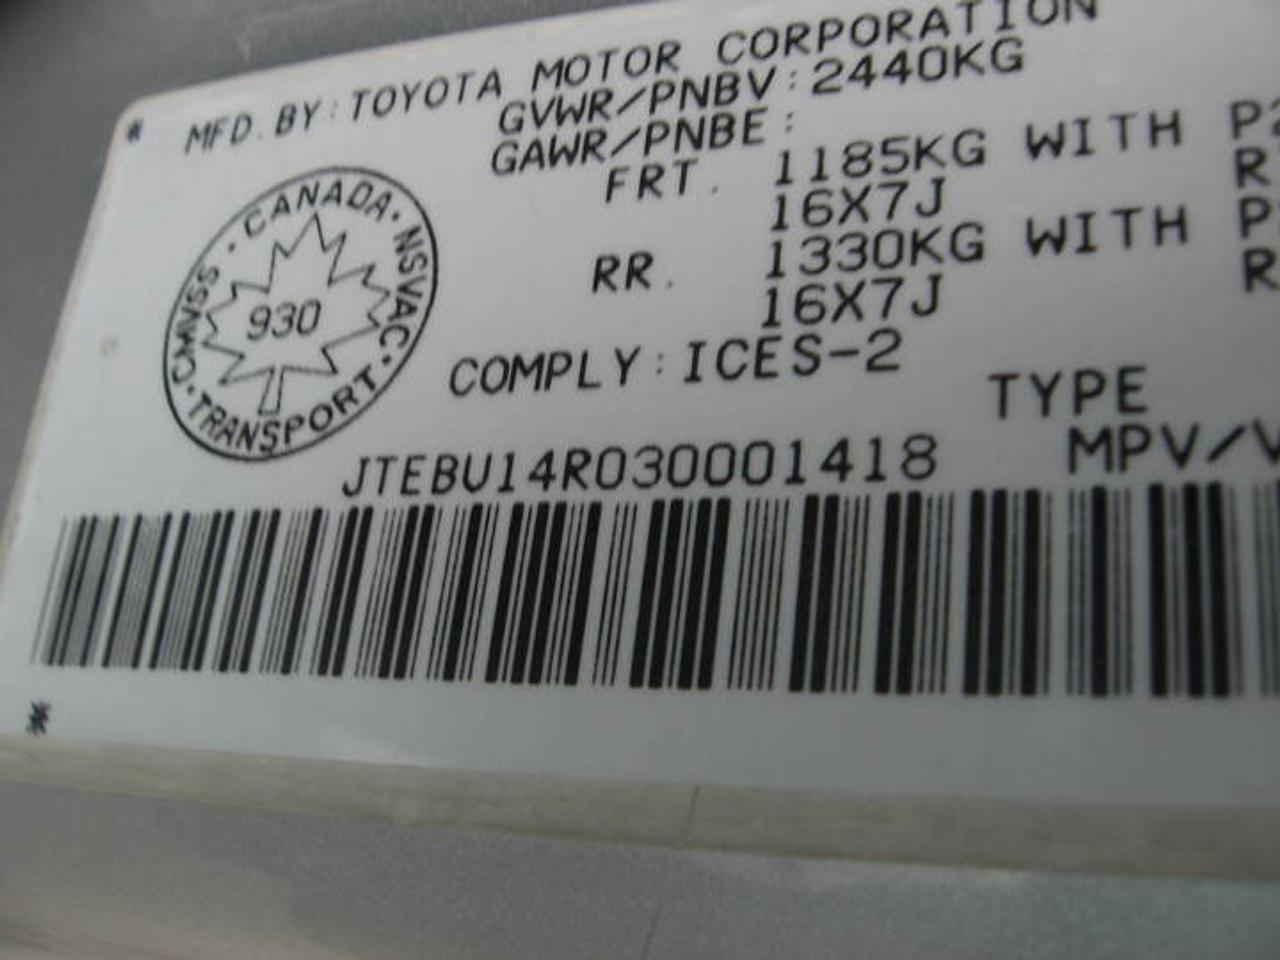 MFD. BY: TOYOTA MOTOR CORPORATION
GVWR/PNBV: 2440KG
GAWR/PNBE:
FRT. 1185KG WITH P
16X7J R
RR. 1330KG WITH P
16X7J R
CANADA · NSVAC · TRANSPORT · CMVSS ·
930
COMPLY: ICES-2
TYPE
JTEBU14R030001418 MPV/V
*
*